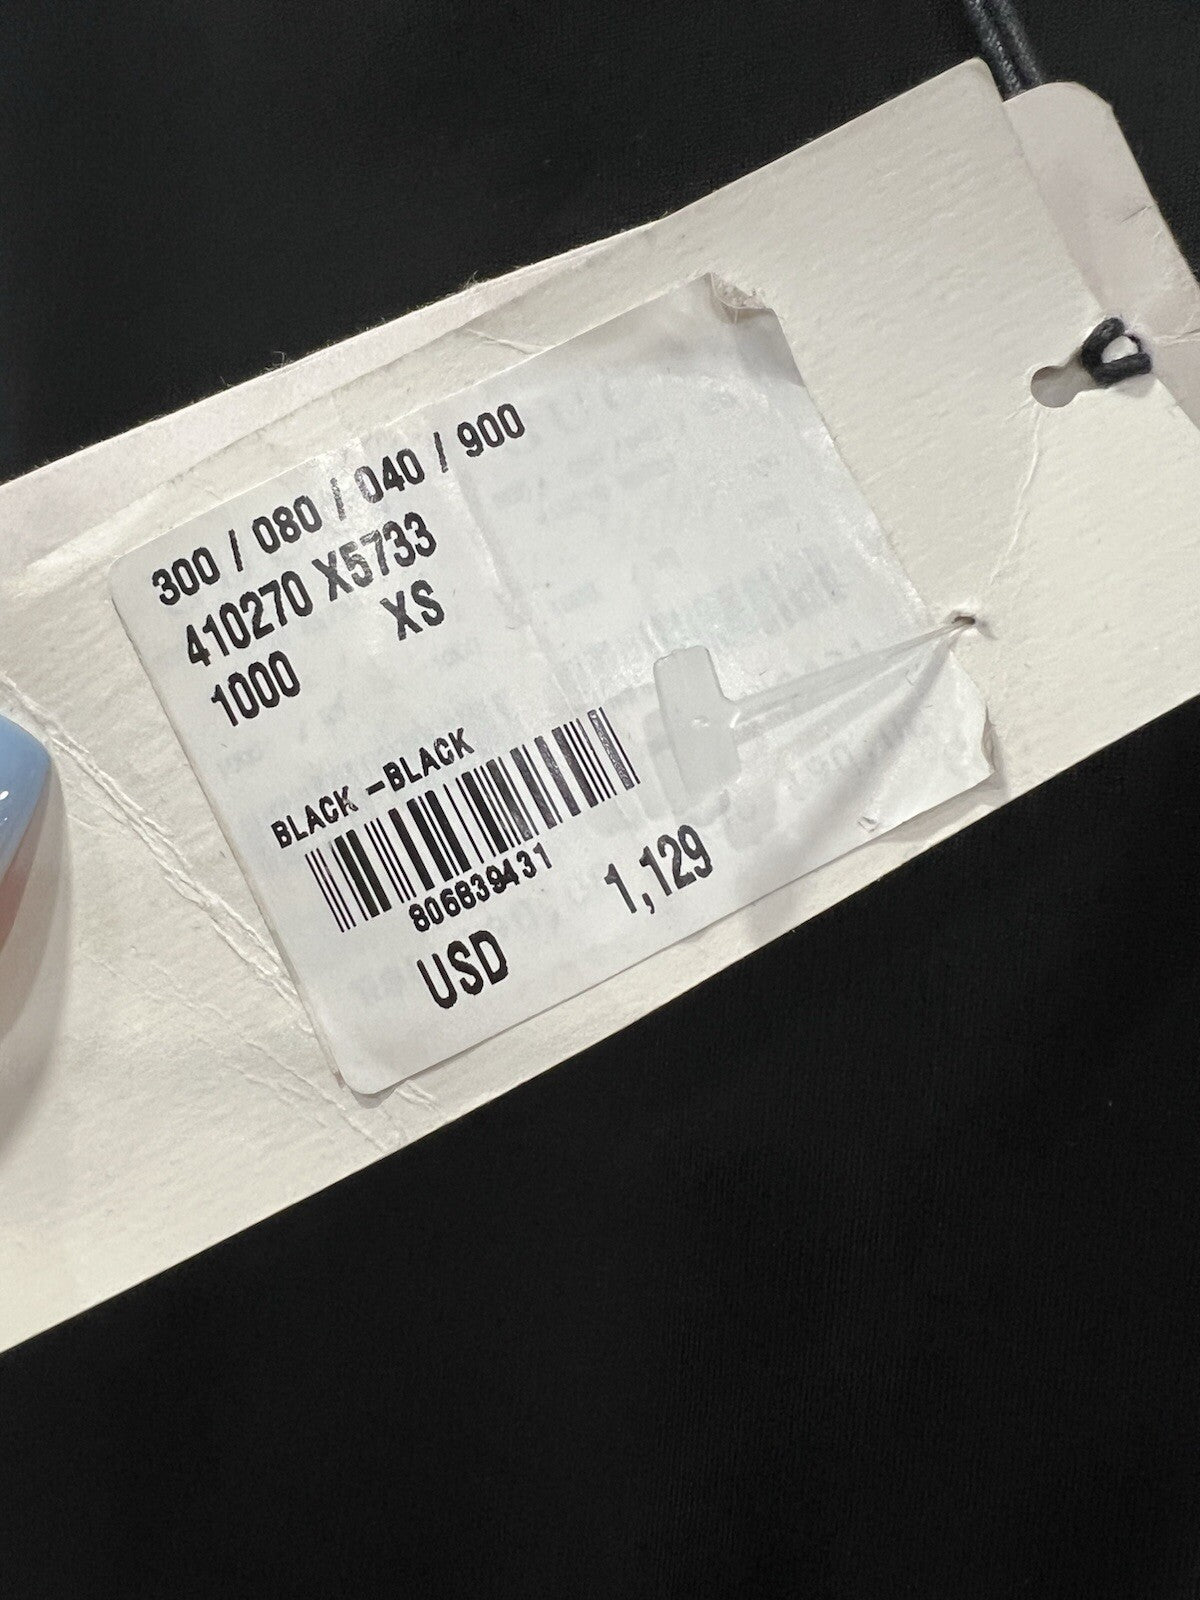 300 / 080 / 040 / 900
410270 X5733
1000 XS
BLACK -BLACK
806839431
USD 1,129